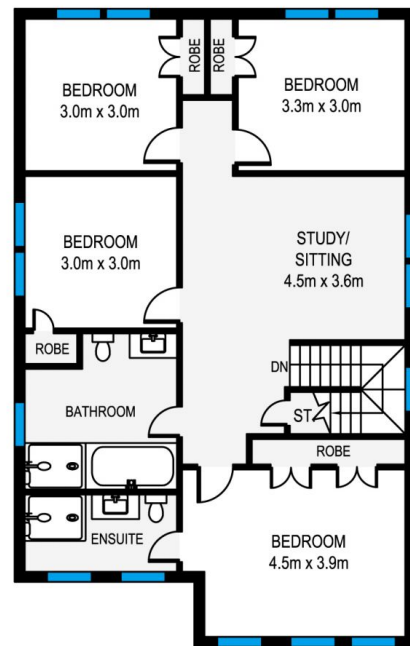 ROBE
ROBE
BEDROOM
3.0m x 3.0m
BEDROOM
3.3m x 3.0m
BEDROOM
3.0m x 3.0m
STUDY/
SITTING
4.5m x 3.6m
ROBE
DN
BATHROOM
ST
ROBE
ENSUITE
BEDROOM
4.5m x 3.9m